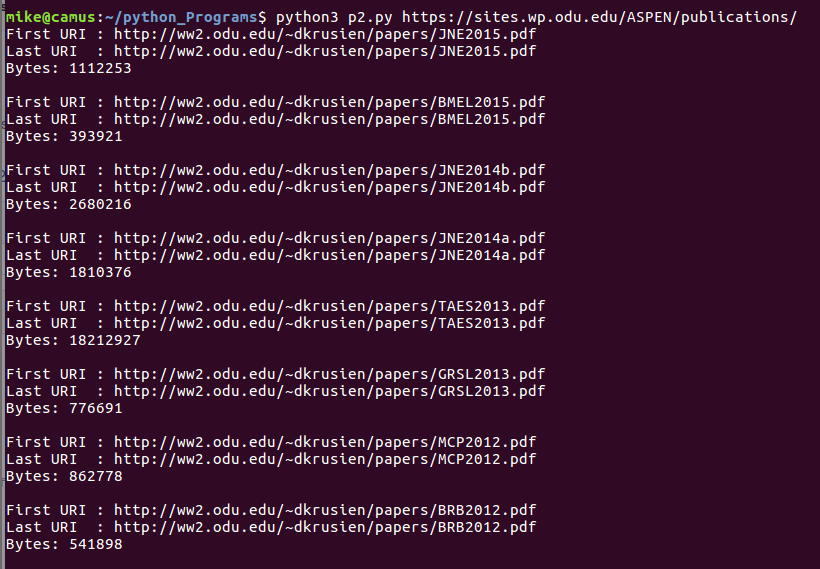 mike@camus:~/python_Programs$ python3 p2.py https://sites.wp.odu.edu/ASPEN/publications/
First URI : http://ww2.odu.edu/~dkrusien/papers/JNE2015.pdf
Last URI  : http://ww2.odu.edu/~dkrusien/papers/JNE2015.pdf
Bytes: 1112253

First URI : http://ww2.odu.edu/~dkrusien/papers/BMEL2015.pdf
Last URI  : http://ww2.odu.edu/~dkrusien/papers/BMEL2015.pdf
Bytes: 393921

First URI : http://ww2.odu.edu/~dkrusien/papers/JNE2014b.pdf
Last URI  : http://ww2.odu.edu/~dkrusien/papers/JNE2014b.pdf
Bytes: 2680216

First URI : http://ww2.odu.edu/~dkrusien/papers/JNE2014a.pdf
Last URI  : http://ww2.odu.edu/~dkrusien/papers/JNE2014a.pdf
Bytes: 1810376

First URI : http://ww2.odu.edu/~dkrusien/papers/TAES2013.pdf
Last URI  : http://ww2.odu.edu/~dkrusien/papers/TAES2013.pdf
Bytes: 18212927

First URI : http://ww2.odu.edu/~dkrusien/papers/GRSL2013.pdf
Last URI  : http://ww2.odu.edu/~dkrusien/papers/GRSL2013.pdf
Bytes: 776691

First URI : http://ww2.odu.edu/~dkrusien/papers/MCP2012.pdf
Last URI  : http://ww2.odu.edu/~dkrusien/papers/MCP2012.pdf
Bytes: 862778

First URI : http://ww2.odu.edu/~dkrusien/papers/BRB2012.pdf
Last URI  : http://ww2.odu.edu/~dkrusien/papers/BRB2012.pdf
Bytes: 541898